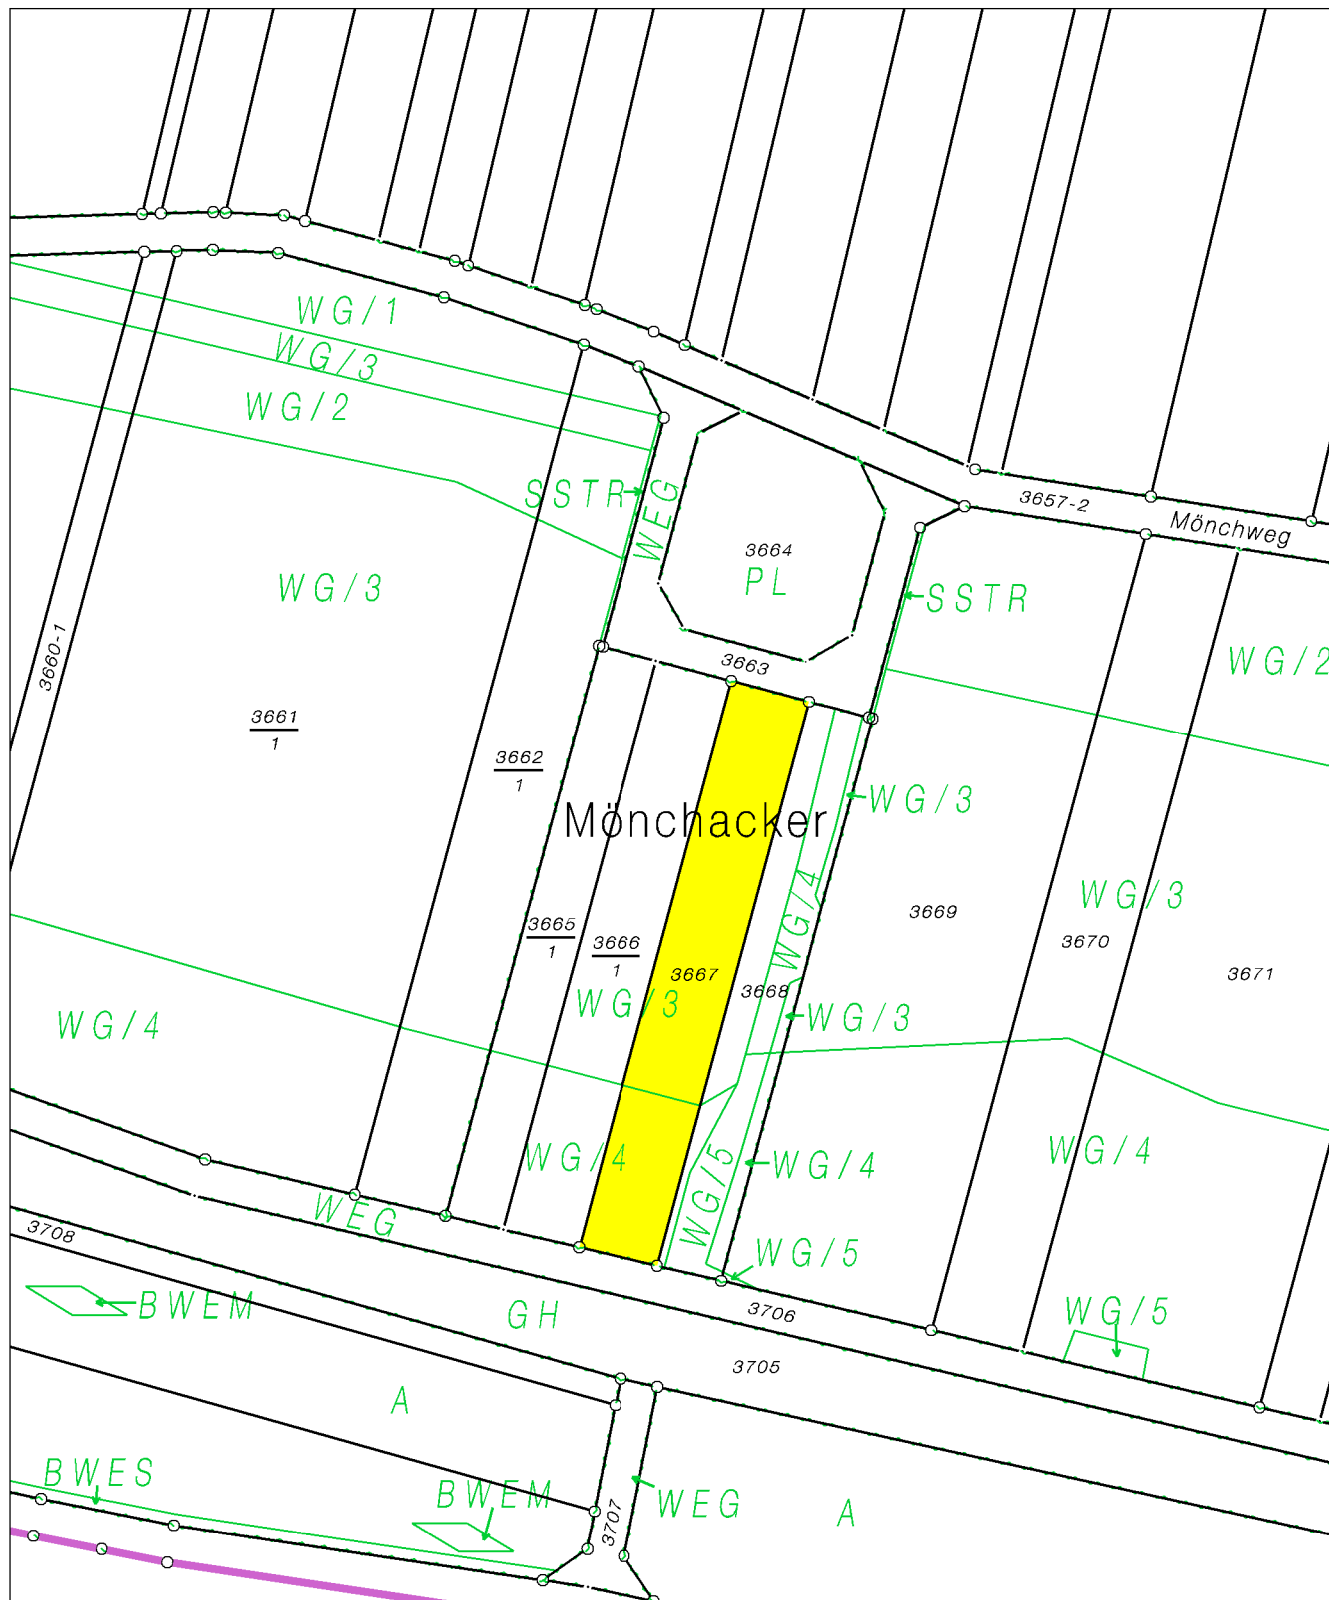 WG/1
WG/3
WG/2
SSTR
WEG
3657-2
Mönchweg
3664
PL
WG/3
SSTR
3660-1
3663
WG/2
3661
1
3662
1
Mönchacker
WG/3
WG/4
WG/3
3669
3665
1
3666
1
3670
3667
3668
3671
WG/3
WG/3
WG/4
WG/4
WG/5
WG/4
WG/4
WEG
3708
WG/5
BWEM
GH
3706
WG/5
3705
A
BWES
BWEM
3707
WEG
A